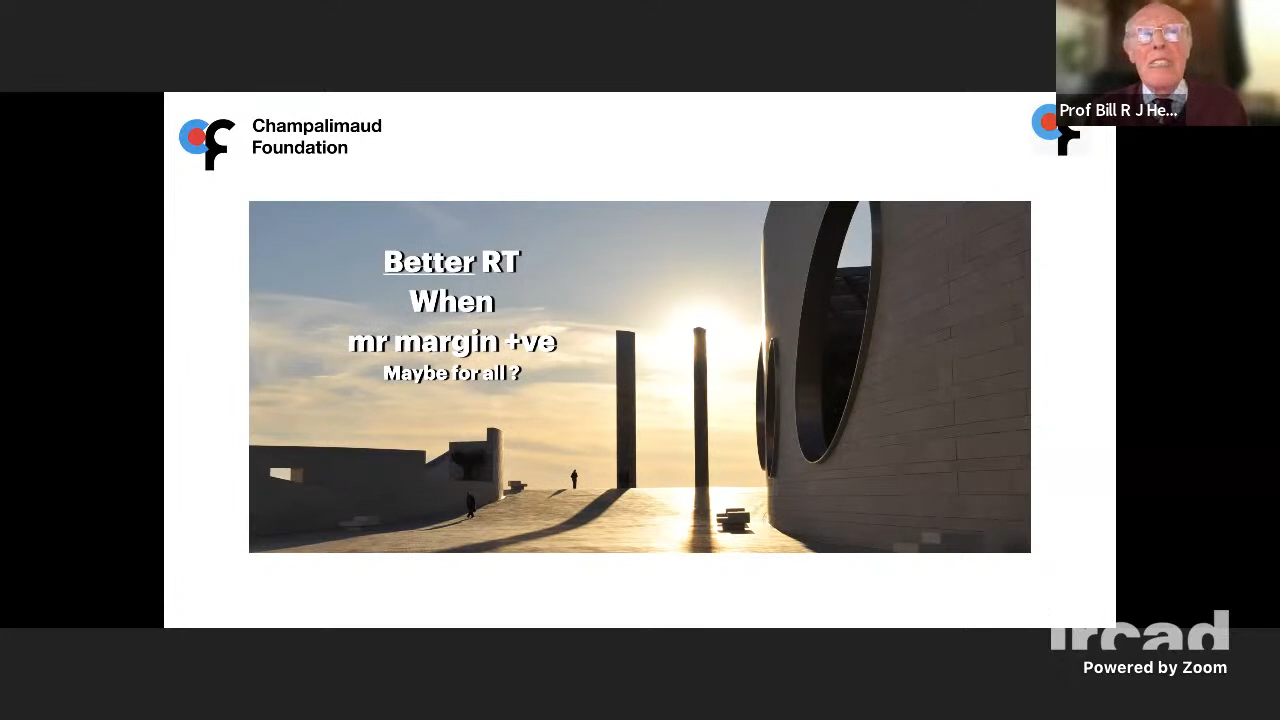 Prof Bill R J He...
Champalimaud
Foundation
Better RT
When
mr margin +ve
Maybe for all ?
ircad
Powered by Zoom